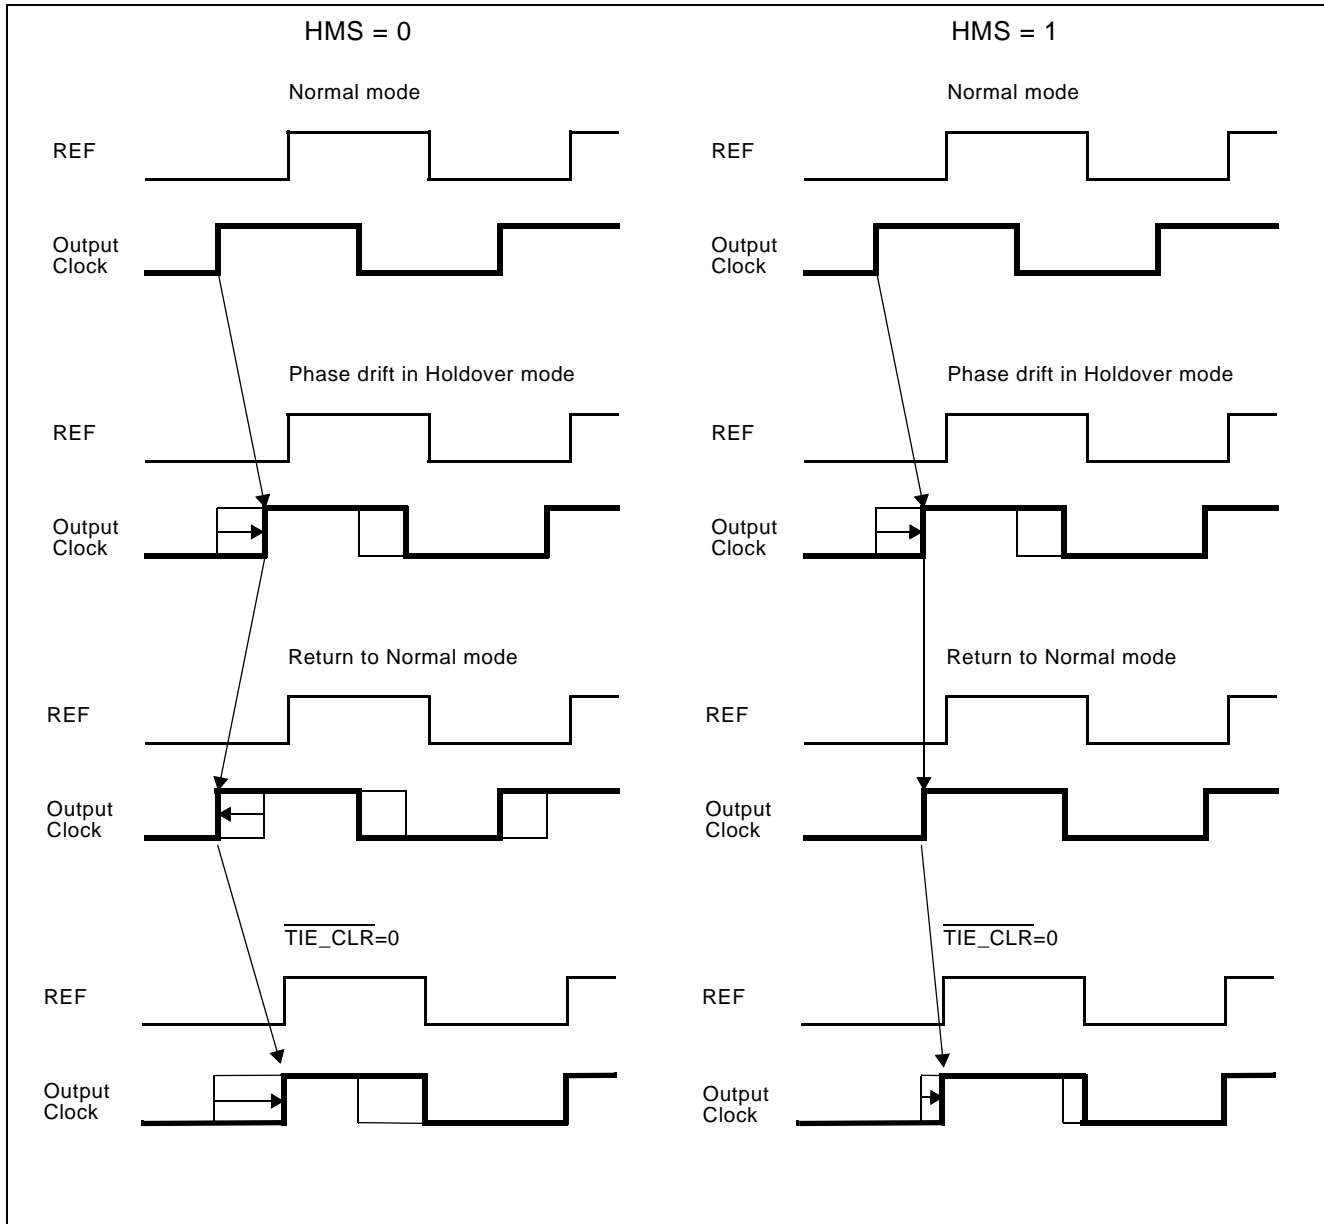 HMS = 0
Normal mode
REF
Output
Clock
Phase drift in Holdover mode
REF
Output
Clock
Return to Normal mode
REF
Output
Clock
TIE_CLR=0
REF
Output
Clock
HMS = 1
Normal mode
REF
Output
Clock
Phase drift in Holdover mode
REF
Output
Clock
Return to Normal mode
REF
Output
Clock
TIE_CLR=0
REF
Output
Clock